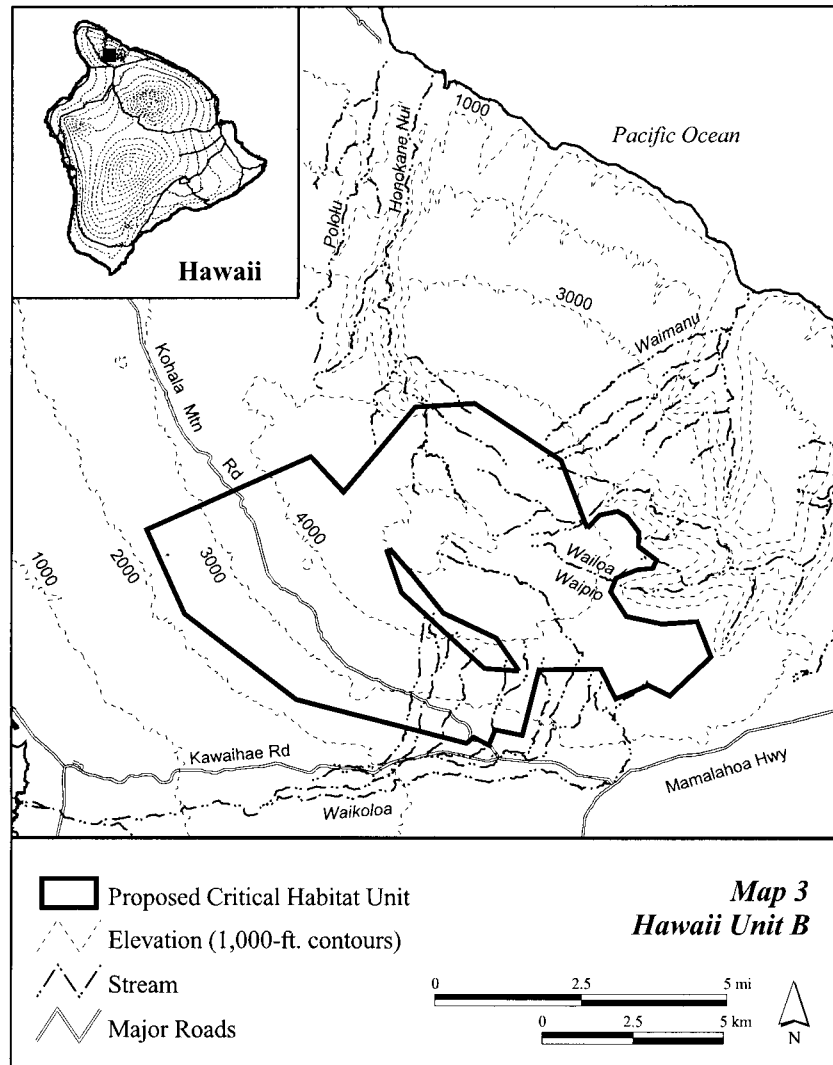 Hawaii
Pacific Ocean
1000
Honokane Nui
Pololu
3000
Waimanu
Kohala Mtn Rd
4000
3000
2000
1000
Wailoa
Waipio
Kawaihae Rd
Waikoloa
Mamalahoa Hwy
Proposed Critical Habitat Unit
Elevation (1,000-ft. contours)
Stream
Major Roads
Map 3
Hawaii Unit B
0 2.5 5 mi
0 2.5 5 km
N